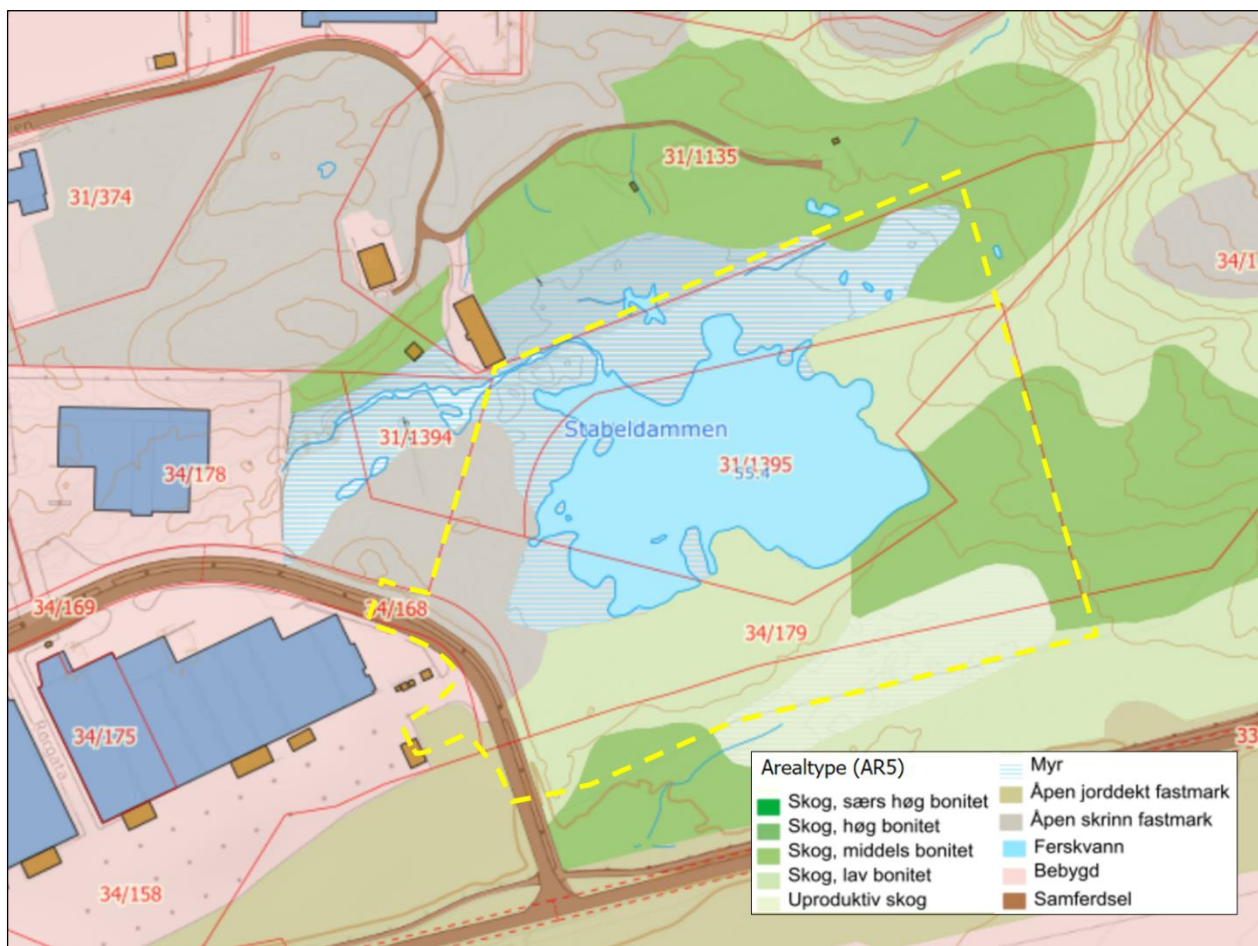 31/1135
31/374
34/1
Stabeldammen
31/1394
31/1395
55.4
34/178
34/169
34/168
34/179
34/175
Rørgata
33
34/158
Arealtype (AR5)
Skog, særs høg bonitet
Skog, høg bonitet
Skog, middels bonitet
Skog, lav bonitet
Uproduktiv skog
Myr
Åpen jorddekt fastmark
Åpen skrinn fastmark
Ferskvann
Bebygd
Samferdsel